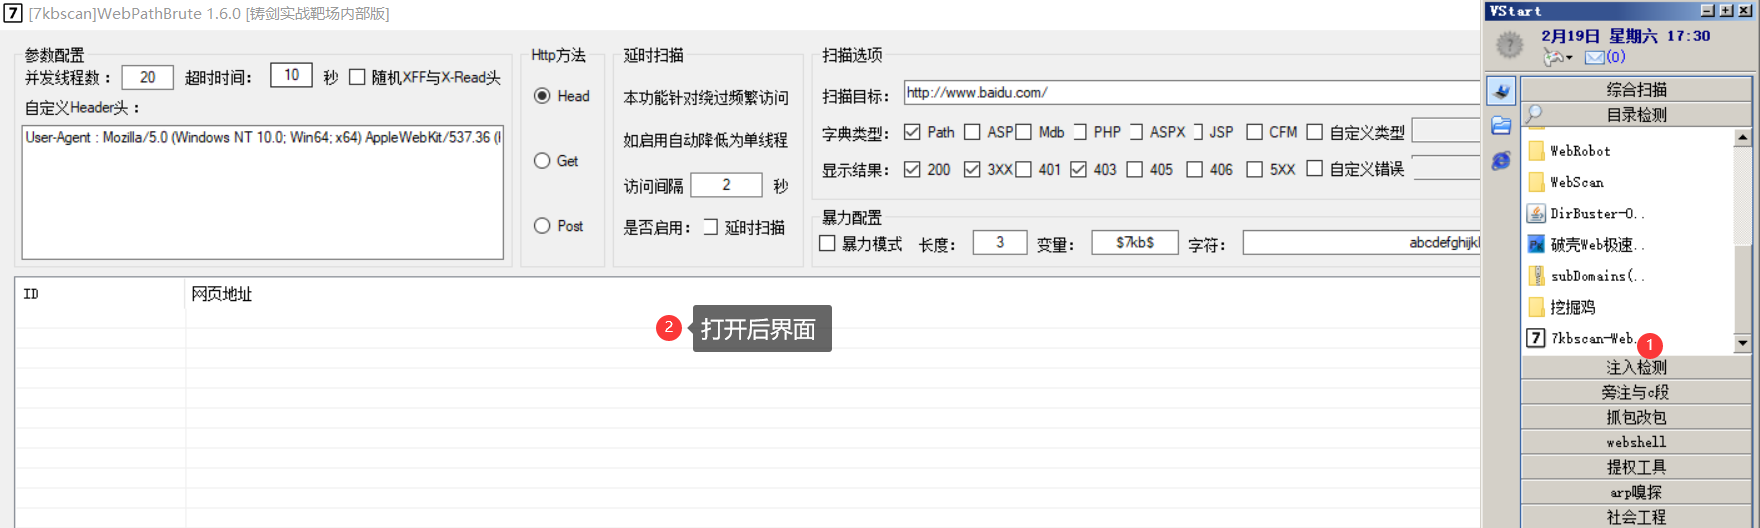 [7kbscan]WebPathBrute 1.6.0 [铸剑实战靶场内部版]
参数配置
并发线程数： 20 超时时间： 10 秒 随机XFF与X-Read头
自定义Header头：
User-Agent : Mozilla/5.0 (Windows NT 10.0; Win64; x64) AppleWebKit/537.36 (I
Http方法
Head
Get
Post
延时扫描
本功能针对绕过频繁访问
如启用自动降低为单线程
访问间隔 2 秒
是否启用： 延时扫描
扫描选项
扫描目标： http://www.baidu.com/
字典类型： Path ASP Mdb PHP ASPX JSP CFM 自定义类型
显示结果： 200 3XX 401 403 405 406 5XX 自定义错误
暴力配置
暴力模式 长度： 3 变量： $7kb$ 字符： abcdefghijkl
ID 网页地址
2 打开后界面
VStart
2月19日 星期六 17:30
(0)
综合扫描
目录检测
WebRobot
WebScan
DirBuster-0..
破壳Web极速..
subDomains(..
挖掘鸡
7kbscan-Web..
1
注入检测
旁注与c段
抓包改包
webshell
提权工具
arp嗅探
社会工程